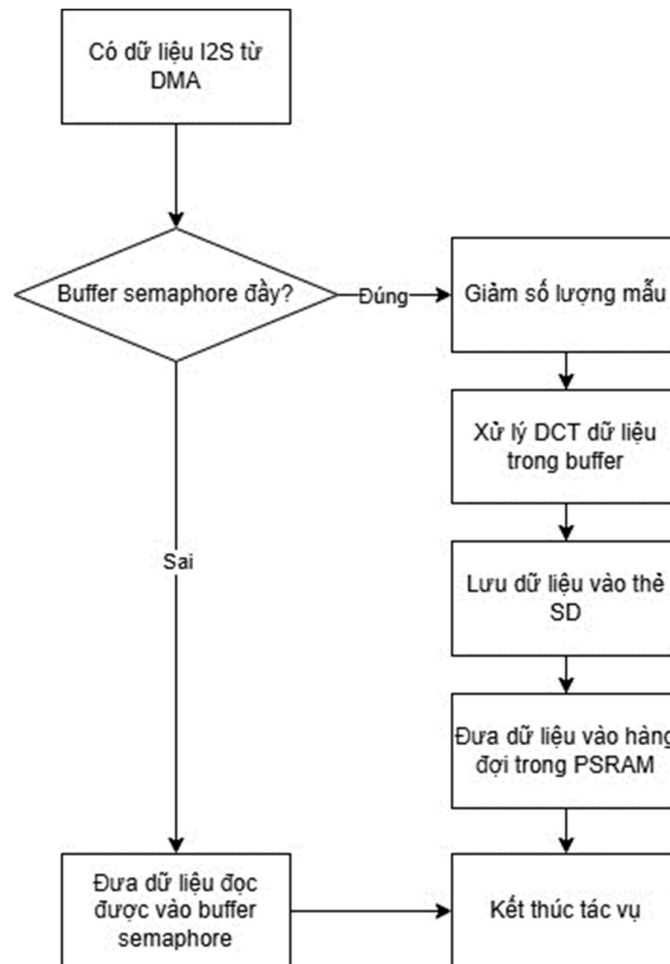 Có dữ liệu I2S từ
DMA
Buffer semaphore đầy?
Đúng
Giảm số lượng mẫu
Xử lý DCT dữ liệu
trong buffer
Sai
Lưu dữ liệu vào thẻ
SD
Đưa dữ liệu vào hàng
đợi trong PSRAM
Đưa dữ liệu đọc
được vào buffer
semaphore
Kết thúc tác vụ